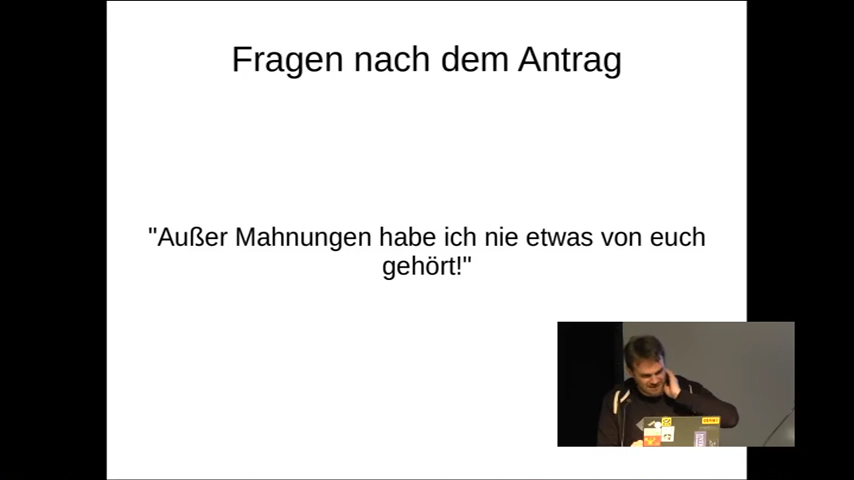 Fragen nach dem Antrag
"Außer Mahnungen habe ich nie etwas von euch
gehört!"